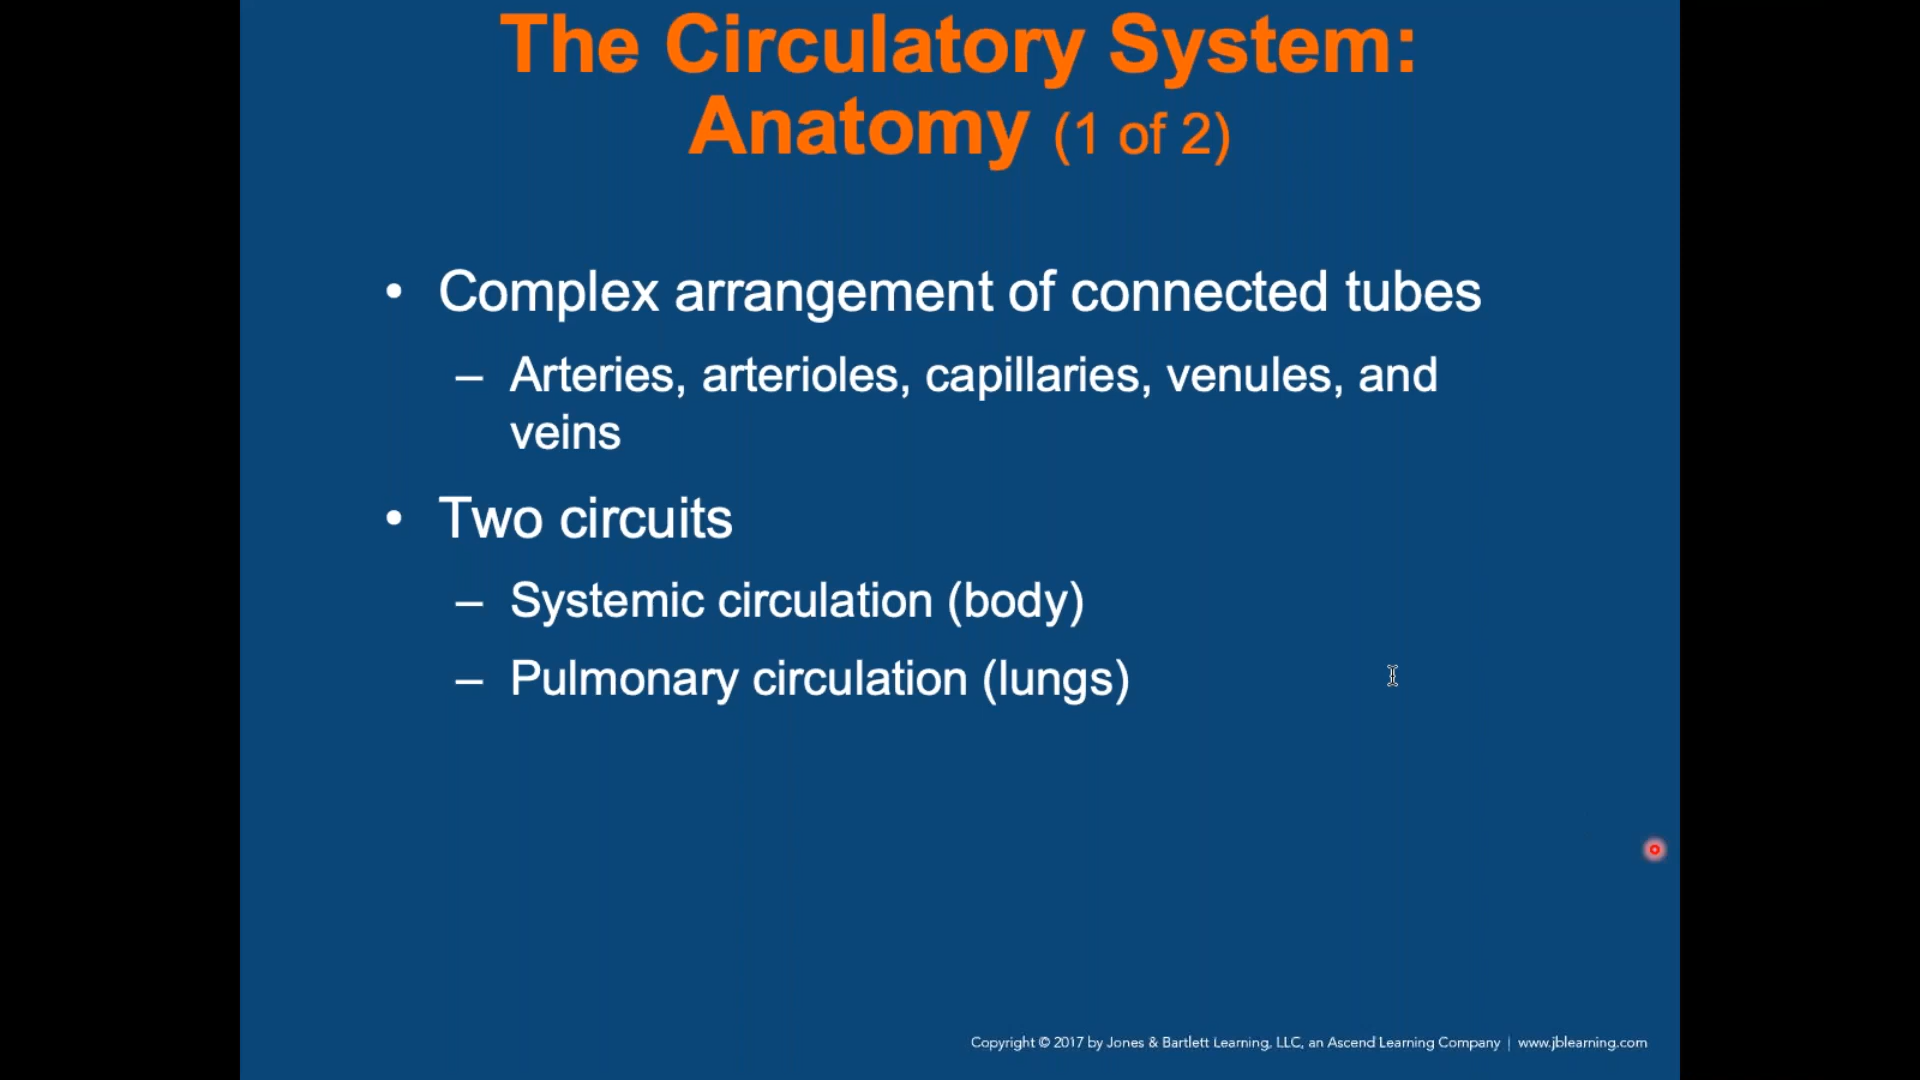 The Circulatory System:
Anatomy (1 of 2)
• Complex arrangement of connected tubes
– Arteries, arterioles, capillaries, venules, and
veins
• Two circuits
– Systemic circulation (body)
– Pulmonary circulation (lungs)
Copyright © 2017 by Jones & Bartlett Learning, LLC, an Ascend Learning Company | www.jblearning.com